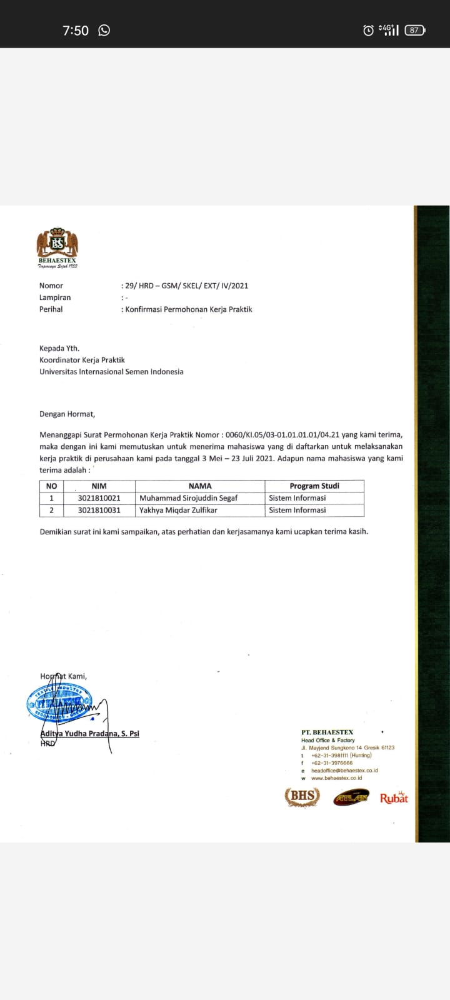 7:50
4G+
87
BHS
BEHAESTEX
Terpercaya Sejak 1953
Nomor : 29/ HRD – GSM/ SKEL/ EXT/ IV/2021
Lampiran : -
Perihal : Konfirmasi Permohonan Kerja Praktik
Kepada Yth.
Koordinator Kerja Praktik
Universitas Internasional Semen Indonesia
Dengan Hormat,
Menanggapi Surat Permohonan Kerja Praktik Nomor : 0060/KI.05/03-01.01.01.01/04.21 yang kami terima,
maka dengan ini kami memutuskan untuk menerima mahasiswa yang di daftarkan untuk melaksanakan
kerja praktik di perusahaan kami pada tanggal 3 Mei – 23 Juli 2021. Adapun nama mahasiswa yang kami
terima adalah :
NO NIM NAMA Program Studi
1 3021810021 Muhammad Sirojuddin Segaf Sistem Informasi
2 3021810031 Yakhya Miqdar Zulfikar Sistem Informasi
Demikian surat ini kami sampaikan, atas perhatian dan kerjasamanya kami ucapkan terima kasih.
Hormat Kami,
TEXTILE INDUSTRY
Aditya Yudha Pradana, S. Psi
HRD
PT. BEHAESTEX
Head Office & Factory
Jl. Mayjend Sungkono 14 Gresik 61123
t +62-31-3981111 (Hunting)
f +62-31-3976666
e headoffice@behaestex.co.id
w www.behaestex.co.id
BHS ATLAS Rubat